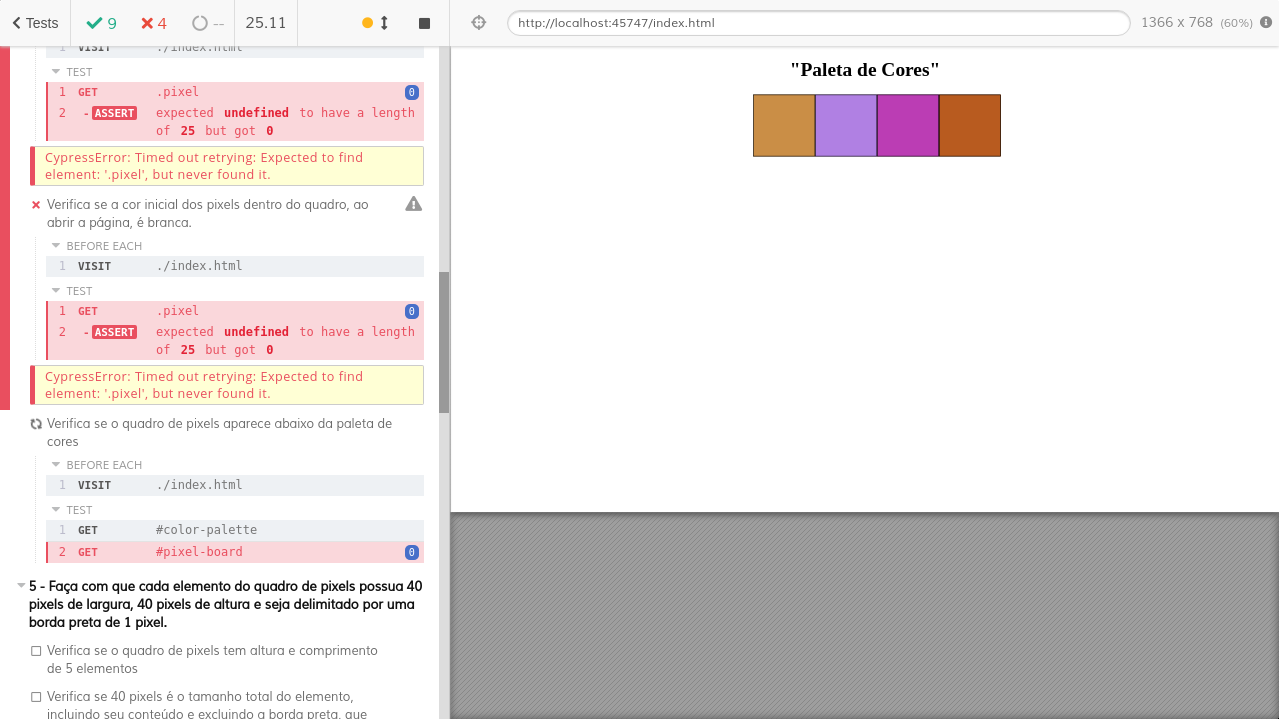 Tests 9 4 -- 25.11
http://localhost:45747/index.html 1366 x 768 (60%)
1 VISIT ./index.html
TEST
1 GET .pixel 0
2 -ASSERT expected undefined to have a length
of 25 but got 0
CypressError: Timed out retrying: Expected to find
element: '.pixel', but never found it.
Verifica se a cor inicial dos pixels dentro do quadro, ao
abrir a página, é branca.
BEFORE EACH
1 VISIT ./index.html
TEST
1 GET .pixel 0
2 -ASSERT expected undefined to have a length
of 25 but got 0
CypressError: Timed out retrying: Expected to find
element: '.pixel', but never found it.
Verifica se o quadro de pixels aparece abaixo da paleta de
cores
BEFORE EACH
1 VISIT ./index.html
TEST
1 GET #color-palette
2 GET #pixel-board 0
5 - Faça com que cada elemento do quadro de pixels possua 40
pixels de largura, 40 pixels de altura e seja delimitado por uma
borda preta de 1 pixel.
Verifica se o quadro de pixels tem altura e comprimento
de 5 elementos
Verifica se 40 pixels é o tamanho total do elemento,
incluindo seu conteúdo e excluindo a borda preta, que
"Paleta de Cores"